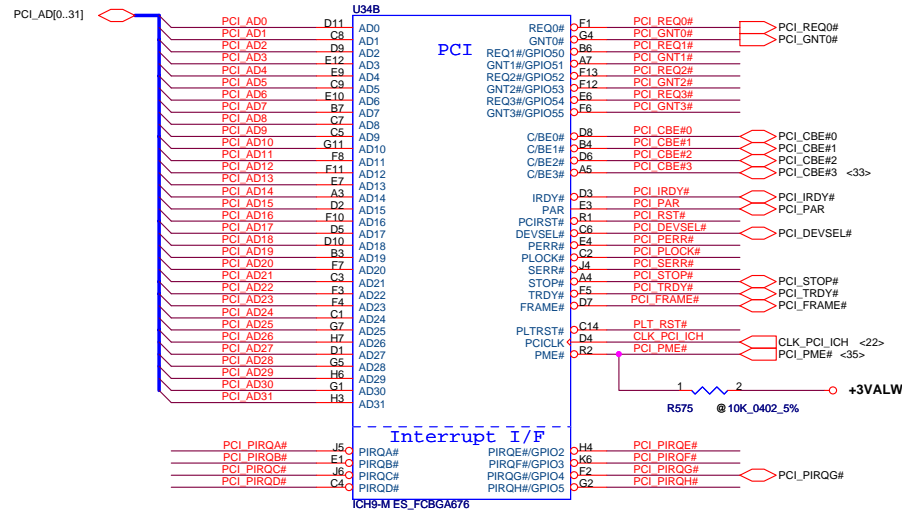 U34B
PCI_AD[0..31]
PCI
PCI_AD0 D11 AD0 REQ0# F1 PCI_REQ0# PCI_REQ0#
PCI_AD1 C8 AD1 GNT0# G4 PCI_GNT0# PCI_GNT0#
PCI_AD2 D9 AD2 REQ1#/GPIO50 B6 PCI_REQ1#
PCI_AD3 E12 AD3 GNT1#/GPIO51 A7 PCI_GNT1#
PCI_AD4 E9 AD4 REQ2#/GPIO52 F13 PCI_REQ2#
PCI_AD5 C9 AD5 GNT2#/GPIO53 F12 PCI_GNT2#
PCI_AD6 E10 AD6 REQ3#/GPIO54 E6 PCI_REQ3#
PCI_AD7 B7 AD7 GNT3#/GPIO55 F6 PCI_GNT3#
PCI_AD8 C7 AD8
PCI_AD9 C5 AD9 C/BE0# D8 PCI_CBE#0 PCI_CBE#0
PCI_AD10 G11 AD10 C/BE1# B4 PCI_CBE#1 PCI_CBE#1
PCI_AD11 F8 AD11 C/BE2# D6 PCI_CBE#2 PCI_CBE#2
PCI_AD12 F11 AD12 C/BE3# A5 PCI_CBE#3 PCI_CBE#3 <33>
PCI_AD13 E7 AD13
PCI_AD14 A3 AD14 IRDY# D3 PCI_IRDY# PCI_IRDY#
PCI_AD15 D2 AD15 PAR E3 PCI_PAR PCI_PAR
PCI_AD16 F10 AD16 PCIRST# R1 PCI_RST#
PCI_AD17 D5 AD17 DEVSEL# C6 PCI_DEVSEL# PCI_DEVSEL#
PCI_AD18 D10 AD18 PERR# E4 PCI_PERR#
PCI_AD19 B3 AD19 PLOCK# C2 PCI_PLOCK#
PCI_AD20 F7 AD20 SERR# J4 PCI_SERR#
PCI_AD21 C3 AD21 STOP# A4 PCI_STOP# PCI_STOP#
PCI_AD22 F3 AD22 TRDY# F5 PCI_TRDY# PCI_TRDY#
PCI_AD23 F4 AD23 FRAME# D7 PCI_FRAME# PCI_FRAME#
PCI_AD24 C1 AD24
PCI_AD25 G7 AD25 PLTRST# C14 PLT_RST#
PCI_AD26 H7 AD26 PCICLK D4 CLK_PCI_ICH CLK_PCI_ICH <22>
PCI_AD27 D1 AD27 PME# R2 PCI_PME# PCI_PME# <35>
PCI_AD28 G5 AD28
PCI_AD29 H6 AD29
PCI_AD30 G1 AD30 1 2 +3VALW
PCI_AD31 H3 AD31 R575 @10K_0402_5%
Interrupt I/F
PCI_PIRQA# J5 PIRQA# PIRQE#/GPIO2 H4 PCI_PIRQE#
PCI_PIRQB# E1 PIRQB# PIRQF#/GPIO3 K6 PCI_PIRQF#
PCI_PIRQC# J6 PIRQC# PIRQG#/GPIO4 F2 PCI_PIRQG# PCI_PIRQG#
PCI_PIRQD# C4 PIRQD# PIRQH#/GPIO5 G2 PCI_PIRQH#
ICH9-M ES_FCBGA676